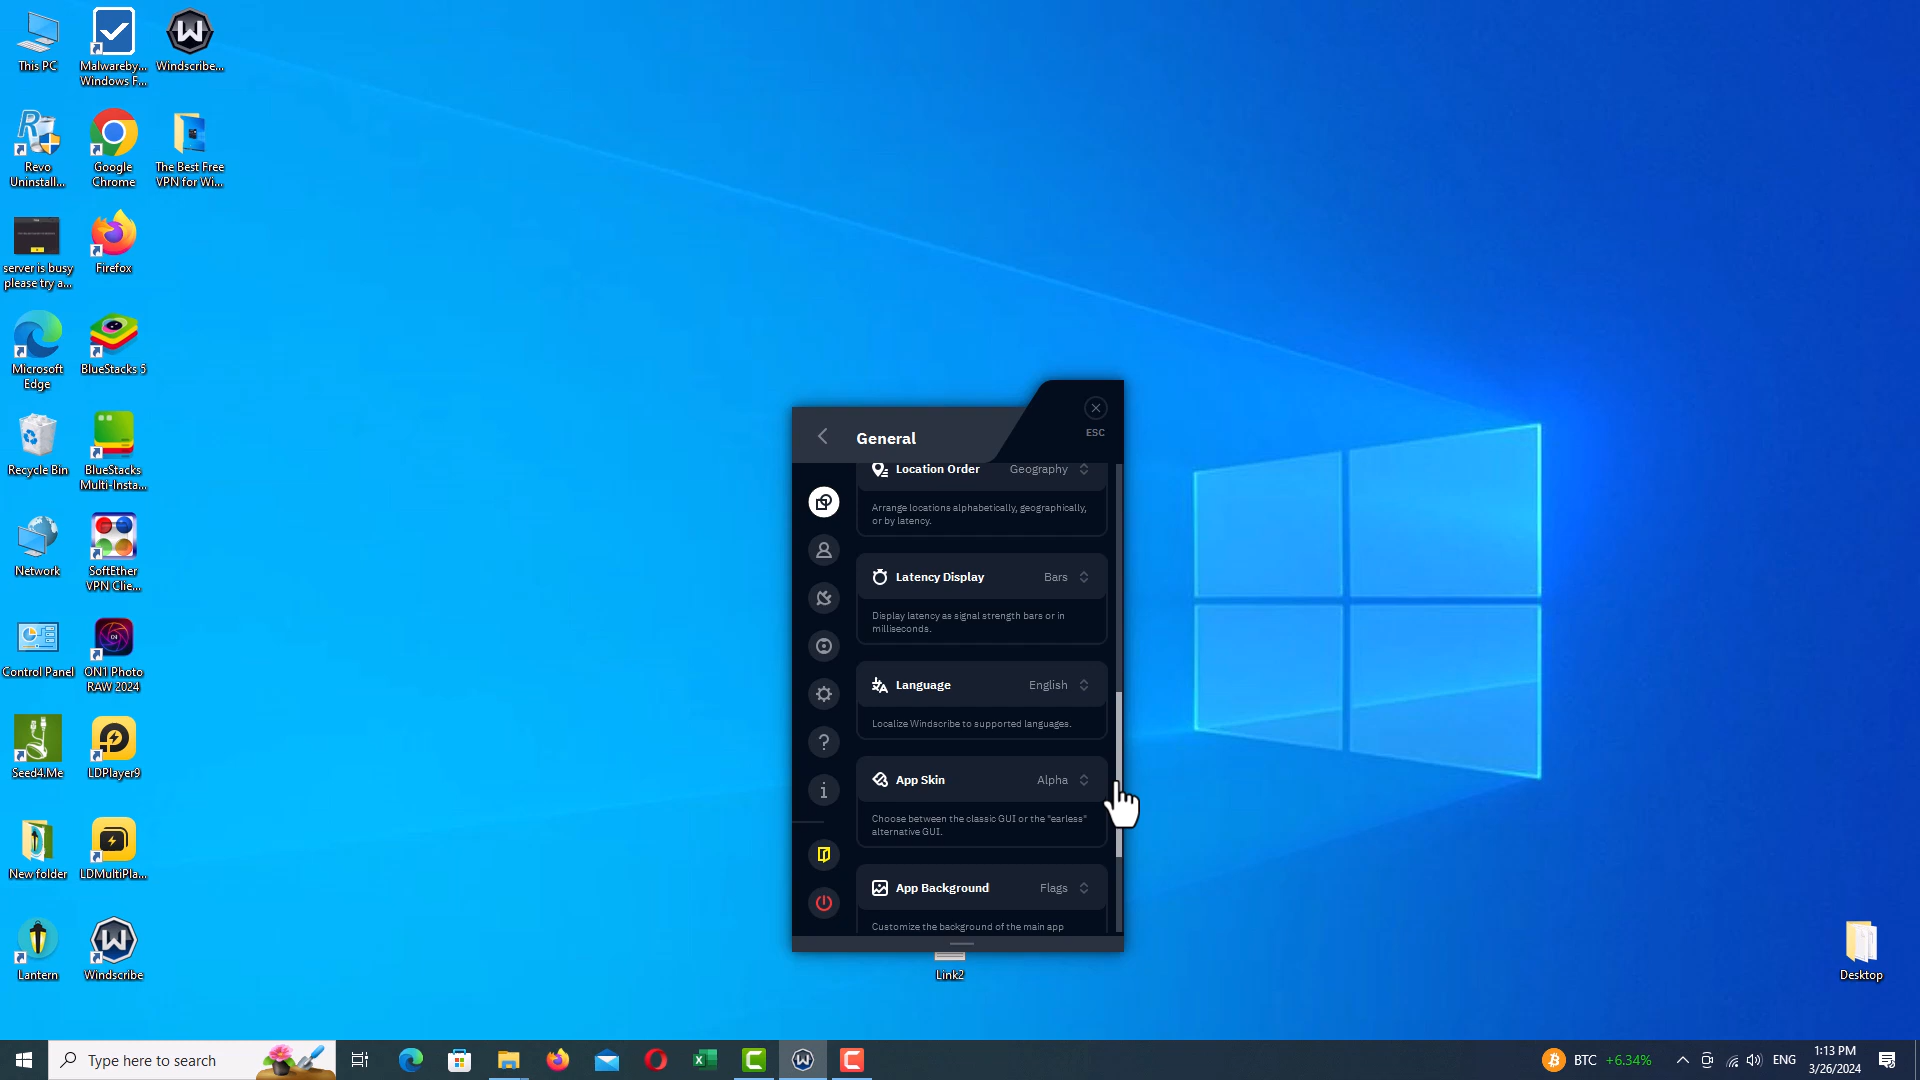 This PC
Malwareby...
Windows F...
Windscribe...
Revo
Uninstall...
Google
Chrome
The Best Free
VPN for Wi...
server is busy
please try a...
Firefox
Microsoft
Edge
BlueStacks 5
Recycle Bin
BlueStacks
Multi-Insta...
Network
SoftEther
VPN Clie...
Control Panel
ON1 Photo
RAW 2024
Seed4.Me
LDPlayer9
New folder
LDMultiPla...
Lantern
Windscribe
General
ESC
Location Order
Geography
Arrange locations alphabetically, geographically,
or by latency.
Latency Display
Bars
Display latency as signal strength bars or in
milliseconds.
Language
English
Localize Windscribe to supported languages.
App Skin
Alpha
Choose between the classic GUI or the "earless"
alternative GUI.
App Background
Flags
Customize the background of the main app
Link2
Desktop
Type here to search
BTC +6.34%
ENG
1:13 PM
3/26/2024